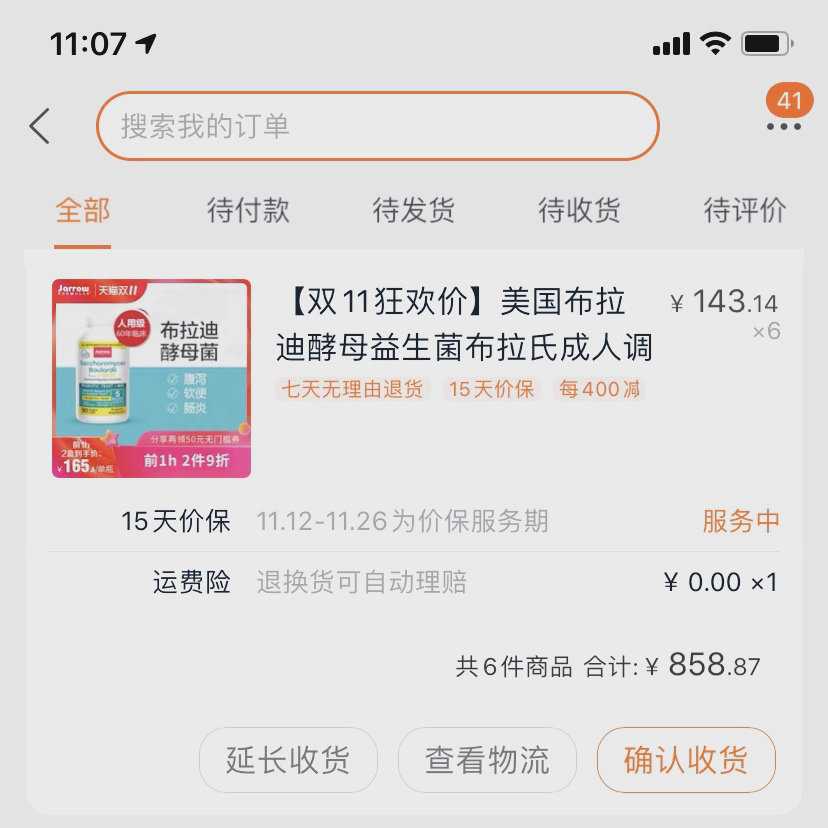 11:07
搜索我的订单
41
全部 待付款 待发货 待收货 待评价
Jarrow FORMULAS 天猫双11
人用级
60年临床
布拉迪
酵母菌
Jarrow
Saccharomyces
Boulardii
腹泻
软便
肠炎
分享再领50元无门槛券
前1h
2盒到手价:
¥165
前1h 2件9折
【双11狂欢价】美国布拉
迪酵母益生菌布拉氏成人调
¥ 143.14
×6
七天无理由退货 15天价保 每400减
15天价保 11.12-11.26为价保服务期 服务中
运费险 退换货可自动理赔 ¥ 0.00 ×1
共6件商品 合计: ¥ 858.87
延长收货 查看物流 确认收货